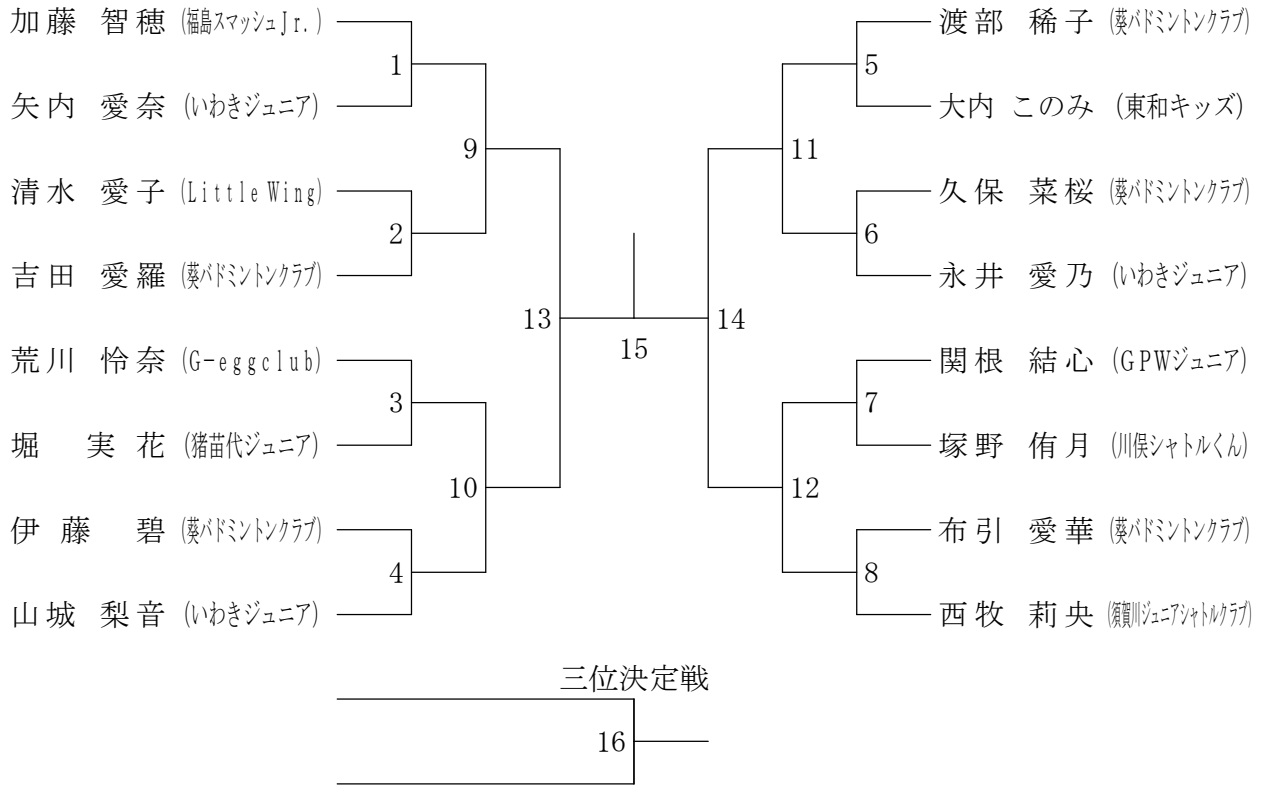 加藤 智穂 (福島スマッシュJr.)
1
矢内 愛奈 (いわきジュニア)
9
清水 愛子 (Little Wing)
2
吉田 愛羅 (葵バドミントンクラブ)
13
荒川 怜奈 (G-eggclub)
3
堀 実花 (猪苗代ジュニア)
10
伊藤 碧 (葵バドミントンクラブ)
4
山城 梨音 (いわきジュニア)
15
渡部 稀子 (葵バドミントンクラブ)
5
大内 このみ (東和キッズ)
11
久保 菜桜 (葵バドミントンクラブ)
6
永井 愛乃 (いわきジュニア)
14
関根 結心 (GPWジュニア)
7
塚野 侑月 (川俣シャトルくん)
12
布引 愛華 (葵バドミントンクラブ)
8
西牧 莉央 (須賀川ジュニアシャトルクラブ)
三位決定戦
16